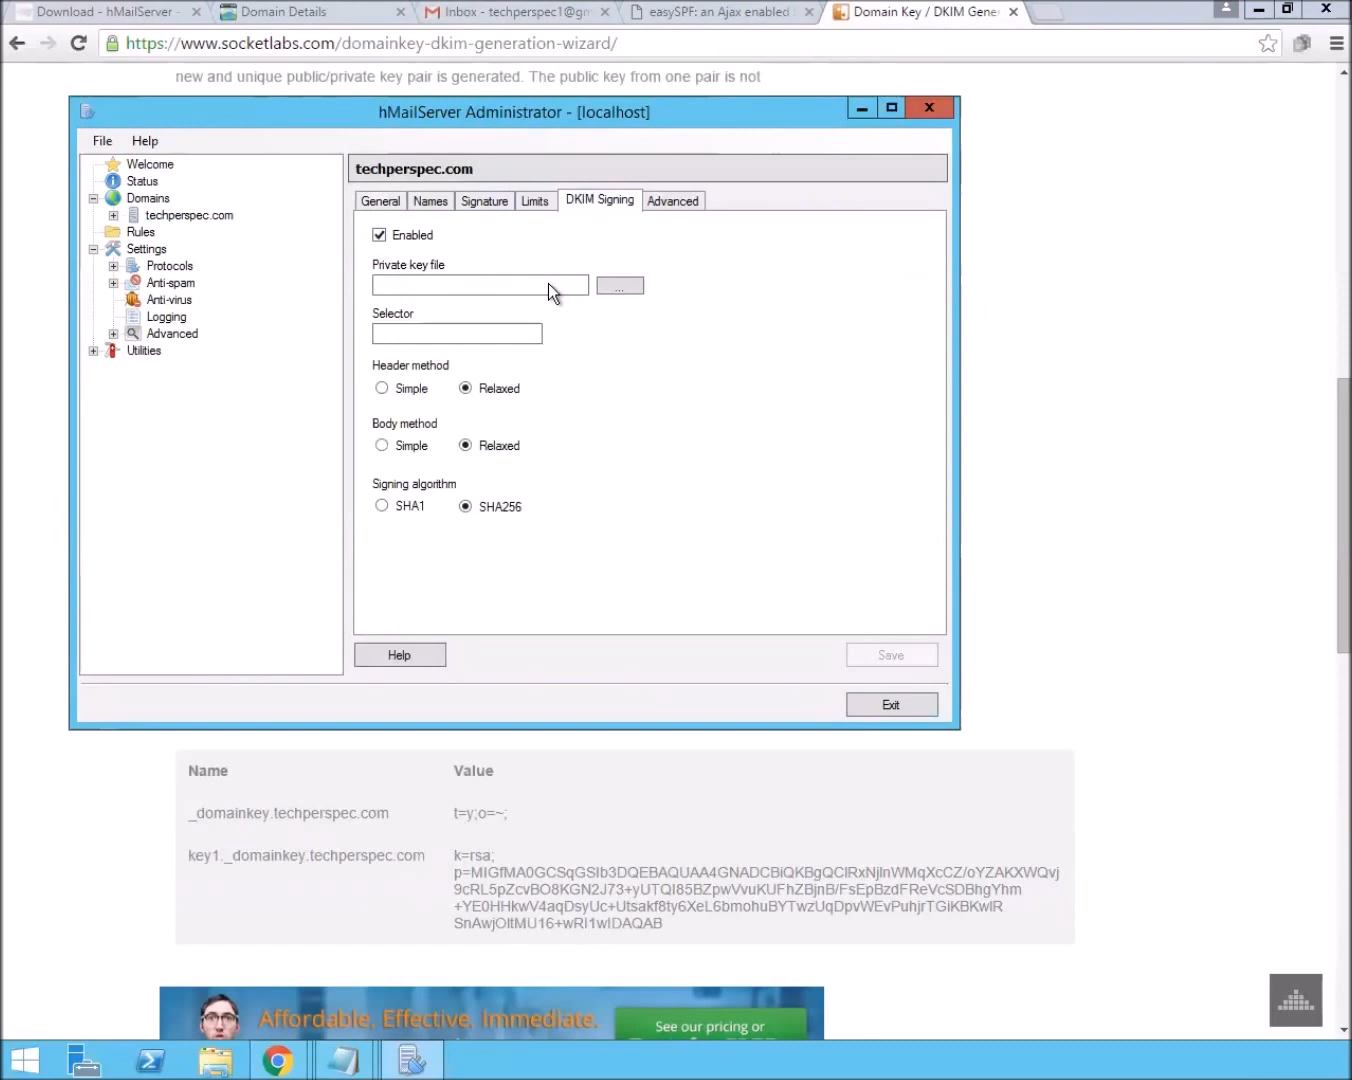 Download - hMailServer -
Domain Details
Inbox - techperspec1@gm
easySPF: an Ajax enabled
Domain Key / DKIM Gene
https://www.socketlabs.com/domainkey-dkim-generation-wizard/
new and unique public/private key pair is generated. The public key from one pair is not
hMailServer Administrator - [localhost]
File Help
Welcome
Status
Domains
techperspec.com
Rules
Settings
Protocols
Anti-spam
Anti-virus
Logging
Advanced
Utilities
techperspec.com
General Names Signature Limits DKIM Signing Advanced
Enabled
Private key file
...
Selector
Header method
Simple Relaxed
Body method
Simple Relaxed
Signing algorithm
SHA1 SHA256
Help Save
Exit
Name Value
_domainkey.techperspec.com t=y;o=~;
key1._domainkey.techperspec.com k=rsa;
p=MIGfMA0GCSqGSIb3DQEBAQUAA4GNADCBiQKBgQClRxNjlnWMqXcCZ/oYZAKXWQvj
9cRL5pZcvBO8KGN2J73+yUTQI85BZpwVvuKUFhZBjnB/FsEpBzdFReVcSDBhgYhm
+YE0HHkwV4aqDsyUc+Utsakf8ty6XeL6bmohuBYTwzUqDpvWEvPuhjrTGiKBKwlR
SnAwjOltMU16+wRI1wIDAQAB
Affordable. Effective. Immediate.
See our pricing or